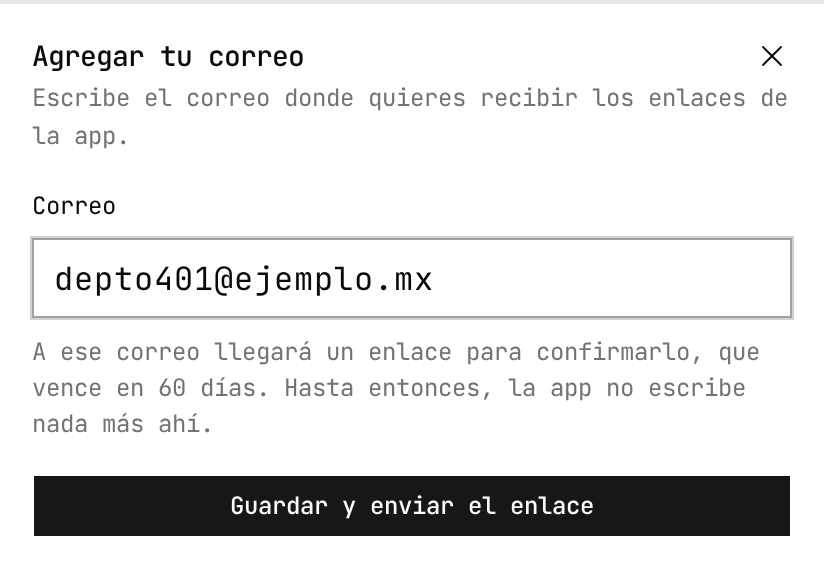 Agregar tu correo
Escribe el correo donde quieres recibir los enlaces de
la app.
Correo
depto401@ejemplo.mx
A ese correo llegará un enlace para confirmarlo, que
vence en 60 días. Hasta entonces, la app no escribe
nada más ahí.
Guardar y enviar el enlace